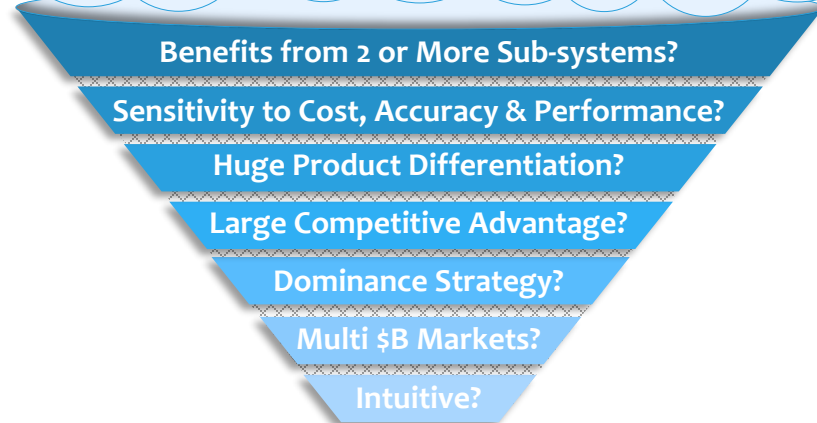 Benefits from 2 or More Sub-systems?
Sensitivity to Cost, Accuracy & Performance?
Huge Product Differentiation?
Large Competitive Advantage?
Dominance Strategy?
Multi $B Markets?
Intuitive?